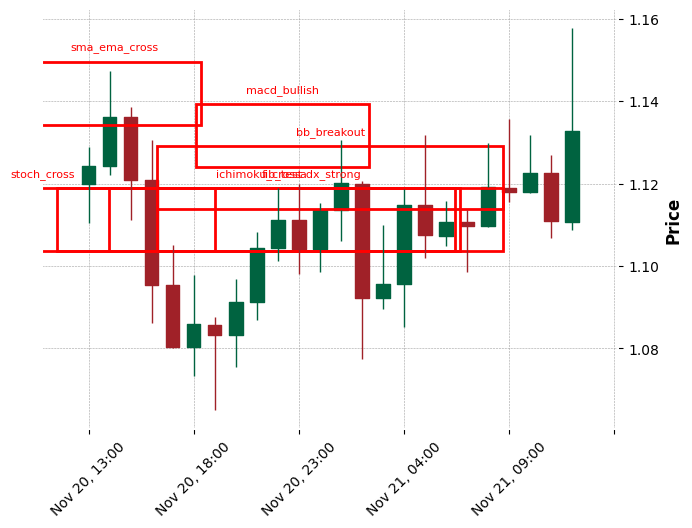 1.16
sma_ema_cross
1.14
macd_bullish
bb_breakout
1.12
stoch_cross
adx_strong
1.10
1.08
Price
Nov 20, 13:00
Nov 20, 18:00
Nov 20, 23:00
Nov 21, 04:00
Nov 21, 09:00